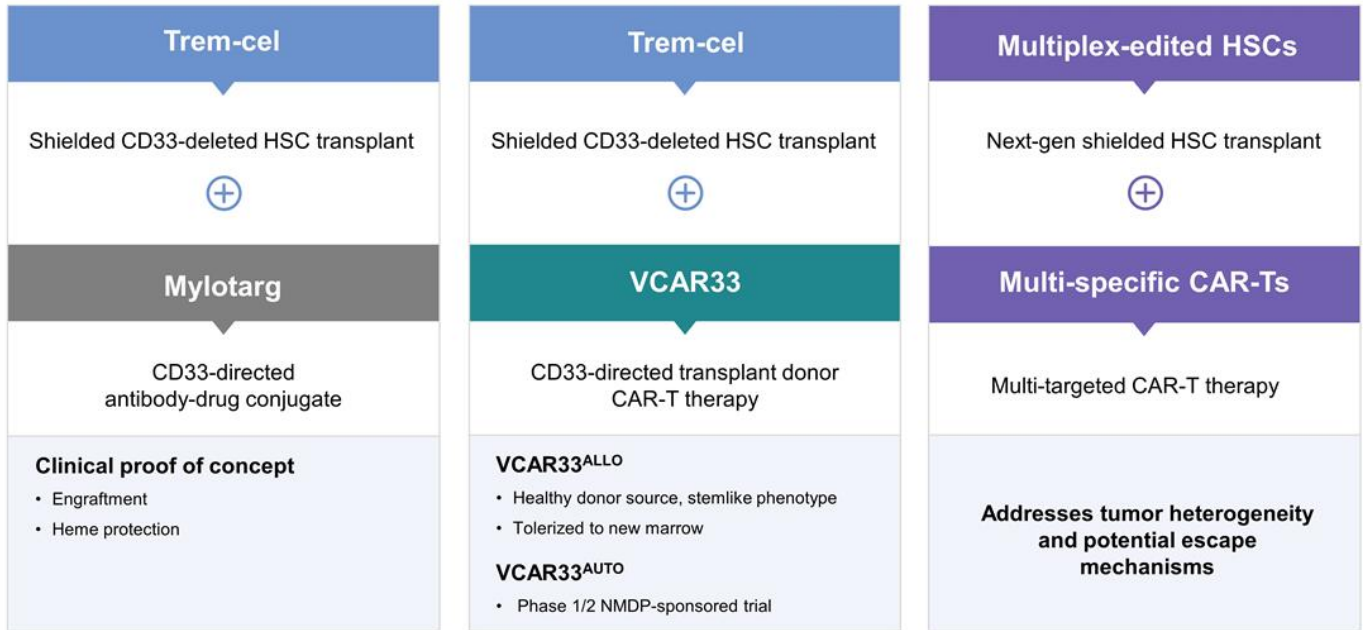 Trem-cel
Shielded CD33-deleted HSC transplant
Mylotarg
CD33-directed
antibody-drug conjugate
Clinical proof of concept
• Engraftment
• Heme protection
Trem-cel
Shielded CD33-deleted HSC transplant
VCAR33
CD33-directed transplant donor
CAR-T therapy
VCAR33ALLO
• Healthy donor source, stemlike phenotype
• Tolerized to new marrow
VCAR33AUTO
• Phase 1/2 NMDP-sponsored trial
Multiplex-edited HSCs
Next-gen shielded HSC transplant
Multi-specific CAR-Ts
Multi-targeted CAR-T therapy
Addresses tumor heterogeneity
and potential escape
mechanisms